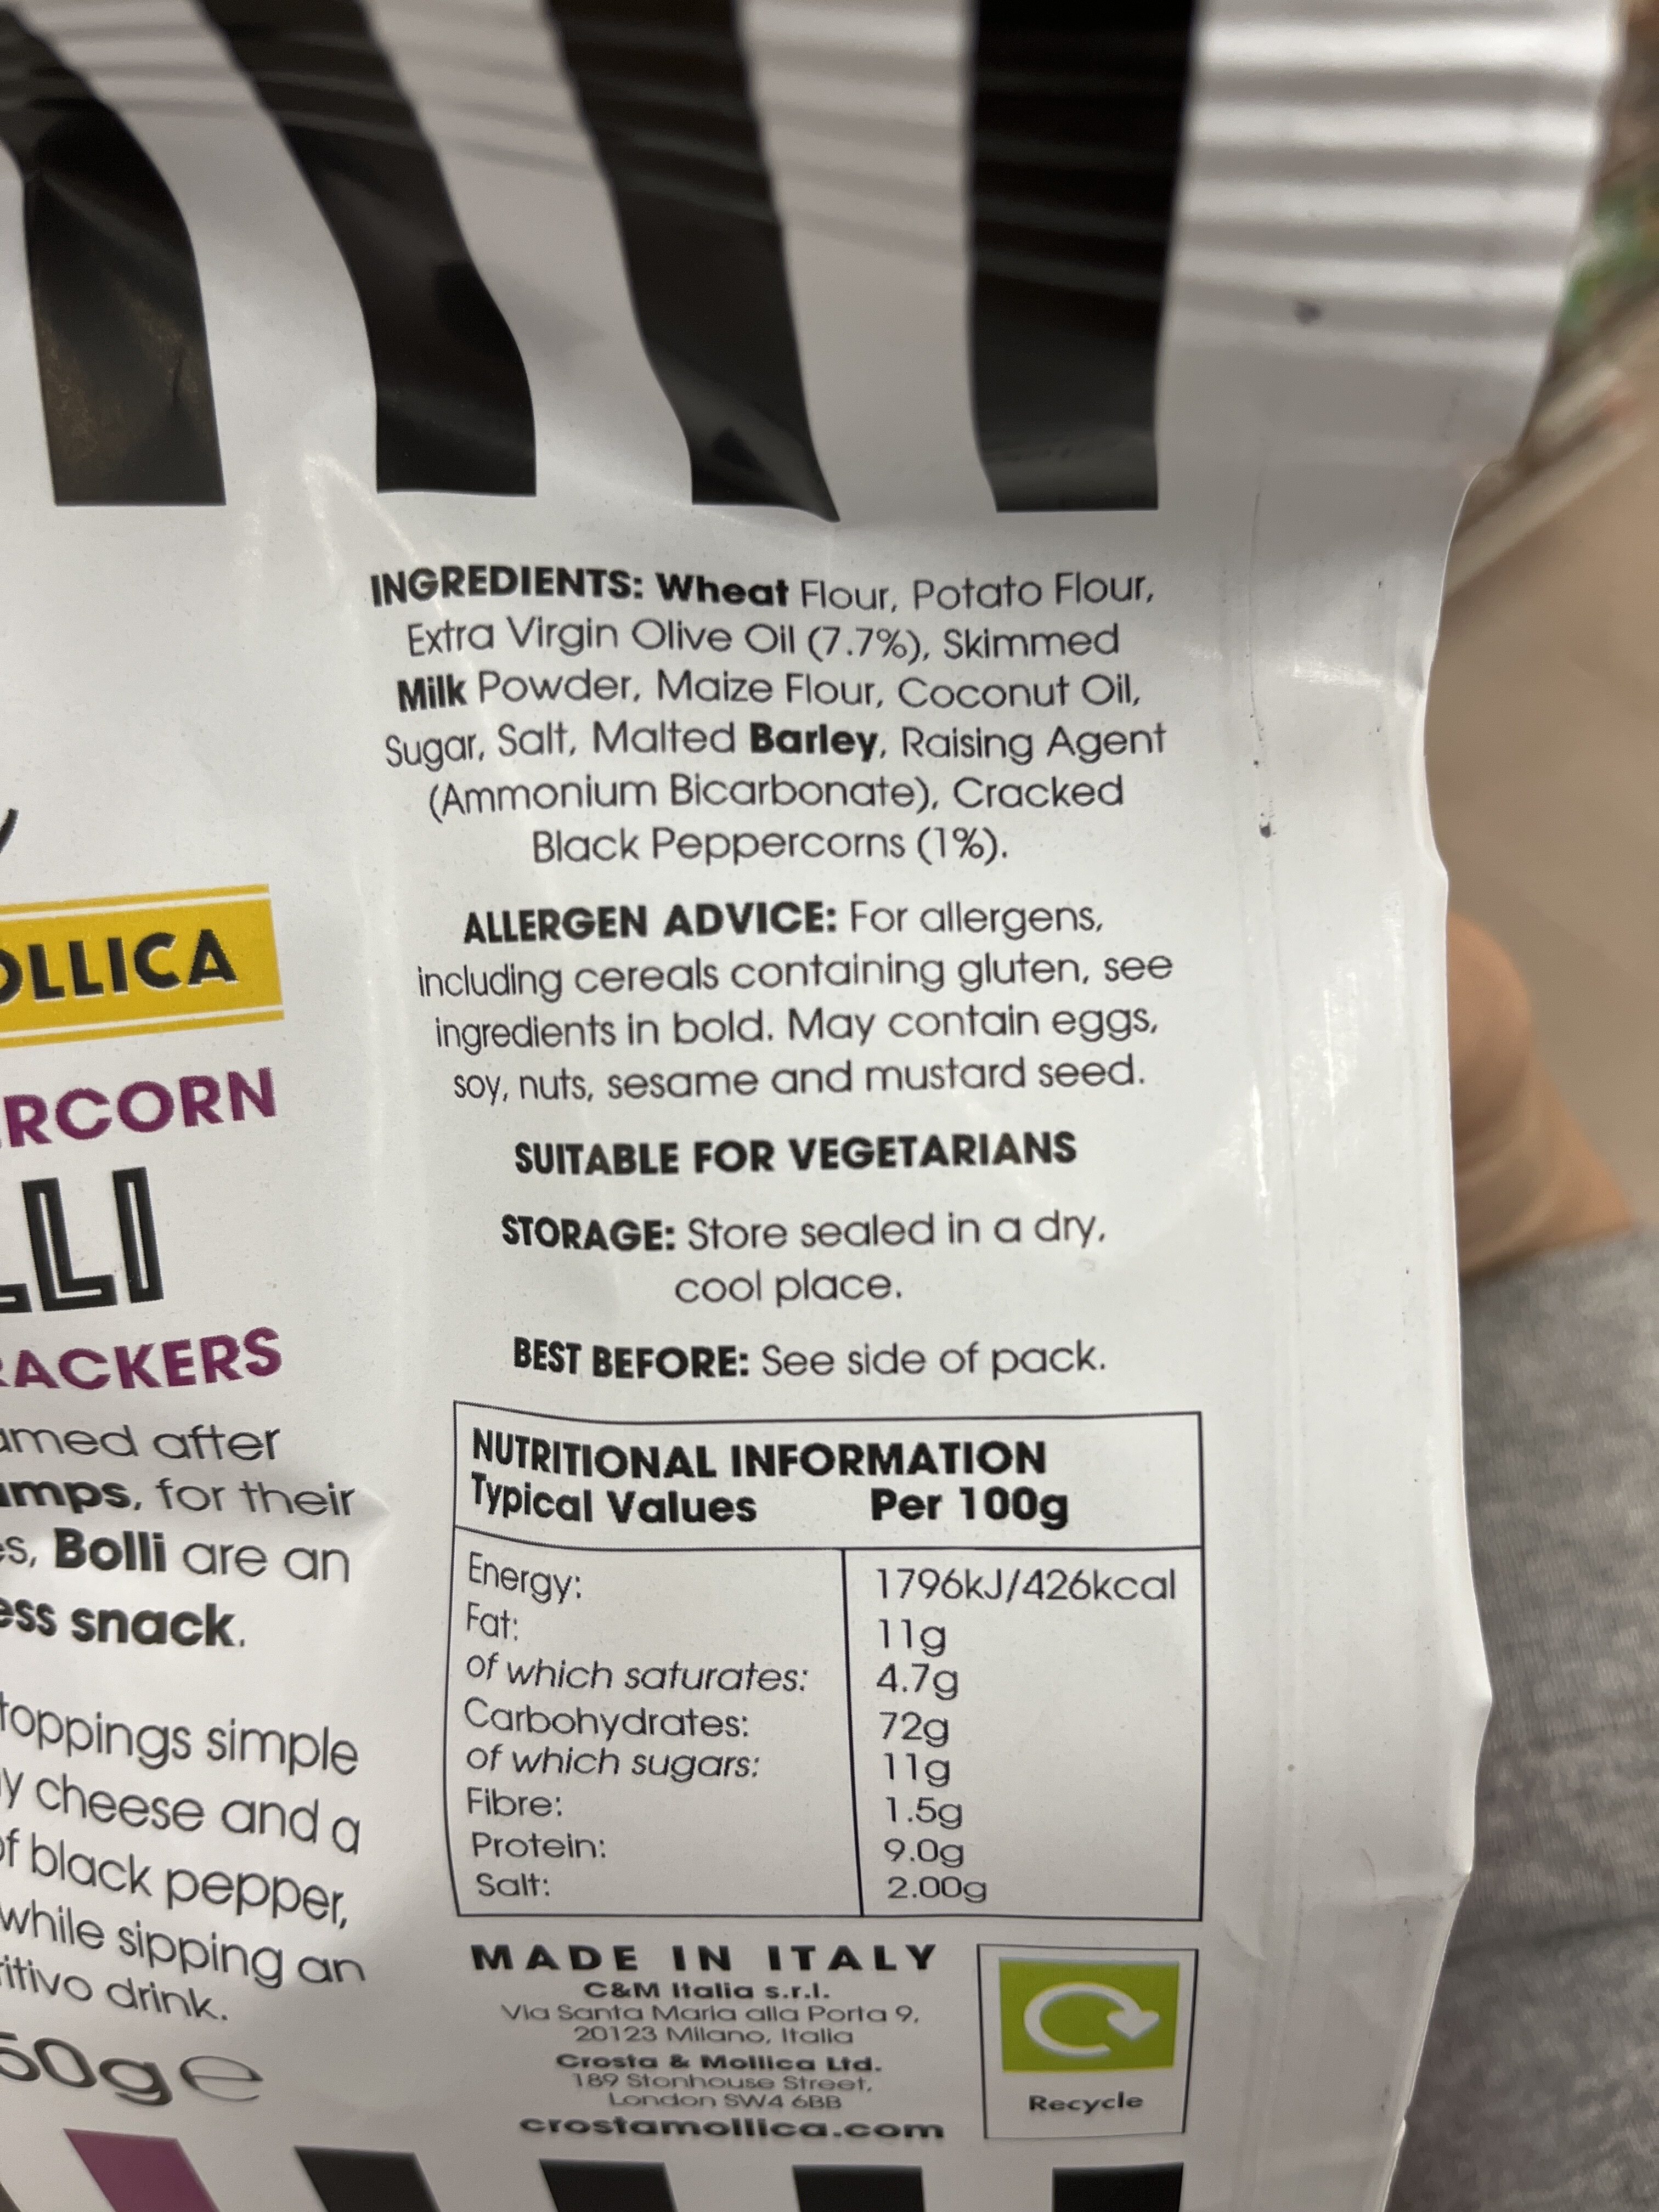 OLLICA
RCORN
LLI
ACKERS
after
for their
Bolli are an
snack.
toppings simple
cheese and a
black pepper,
while sipping an
drink.
50g e
INGREDIENTS: Wheat Flour, Potato Flour,
Extra Virgin Olive Oil (7.7%), Skimmed
Milk Powder, Maize Flour, Coconut Oil,
Sugar, Salt, Malted Barley, Raising Agent
(Ammonium Bicarbonate), Cracked
Black Peppercorns (1%).
ALLERGEN ADVICE: For allergens,
including cereals containing gluten, see
ingredients in bold. May contain eggs,
soy, nuts, sesame and mustard seed.
SUITABLE FOR VEGETARIANS
STORAGE: Store sealed in a dry,
cool place.
BEST BEFORE: See side of pack.
NUTRITIONAL INFORMATION
Typical Values Per 100g
Energy: 1796kJ/426kcal
Fat: 11g
of which saturates: 4.7g
Carbohydrates: 72g
of which sugars: 11g
Fibre: 1.5g
Protein: 9.0g
Salt: 2.00g
MADE IN ITALY
C&M Italia s.r.l.
Via Santa Maria alla Porta 9,
20123 Milano, Italia
Crosta & Mollica Ltd.
189 Stonhouse Street,
London SW4 6BB
crostamollica.com
Recycle